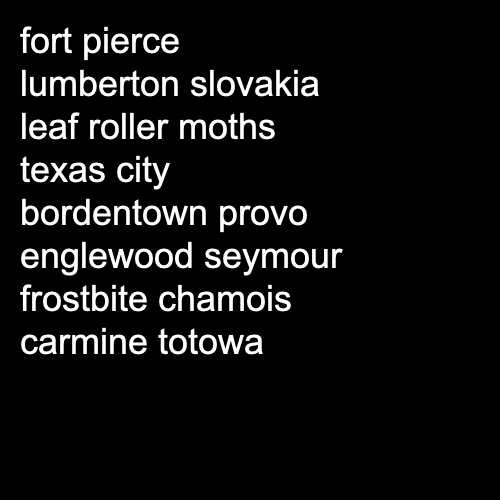 fort pierce
lumberton slovakia
leaf roller moths
texas city
bordentown provo
englewood seymour
frostbite chamois
carmine totowa